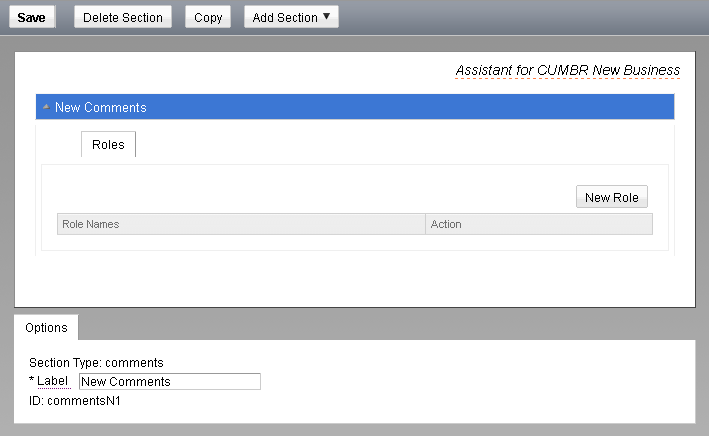 Save Delete Section Copy Add Section ▼
Assistant for CUMBR New Business
New Comments
Roles
New Role
Role Names Action
Options
Section Type: comments
* Label New Comments
ID: commentsN1